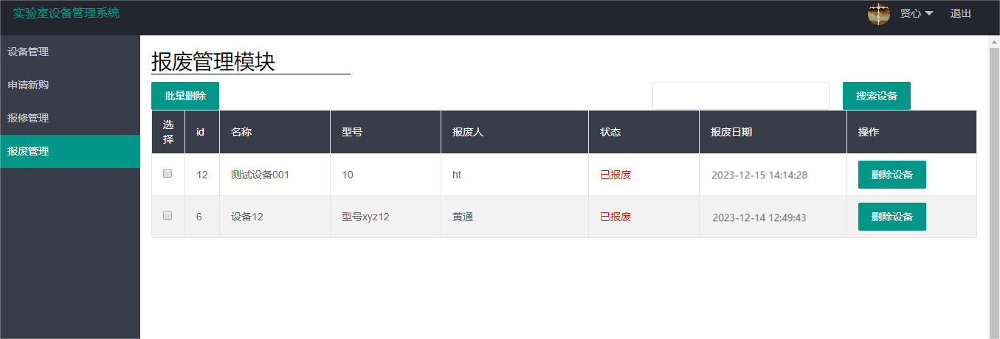 实验室设备管理系统
贤心 退出
设备管理
申请新购
报修管理
报废管理
报废管理模块
批量删除 搜索设备
选择 id 名称 型号 报废人 状态 报废日期 操作
12 测试设备001 10 ht 已报废 2023-12-15 14:14:28 删除设备
6 设备12 型号xyz12 黄通 已报废 2023-12-14 12:49:43 删除设备